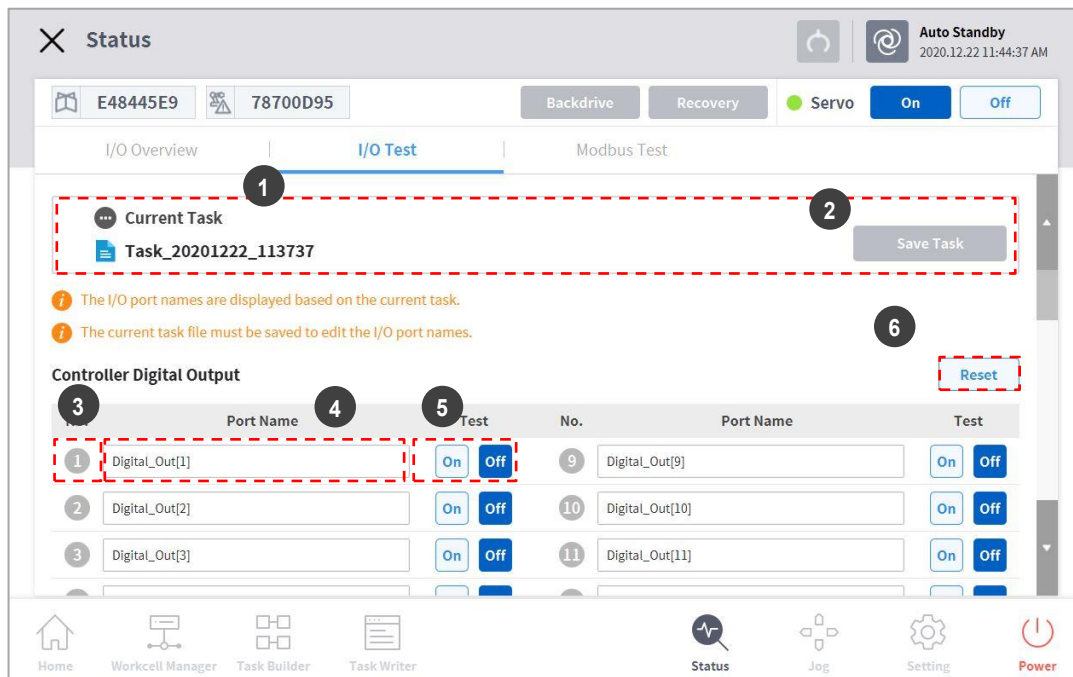 Status
Auto Standby
2020.12.22 11:44:37 AM
E48445E9 78700D95 Backdrive Recovery Servo On Off
I/O Overview I/O Test Modbus Test
1
2
Current Task
Task_20201222_113737
Save Task
The I/O port names are displayed based on the current task.
The current task file must be saved to edit the I/O port names.
6
Controller Digital Output Reset
3 4 5
Port Name Test No. Port Name Test
1 Digital_Out[1] On Off 9 Digital_Out[9] On Off
2 Digital_Out[2] On Off 10 Digital_Out[10] On Off
3 Digital_Out[3] On Off 11 Digital_Out[11] On Off
Home Workcell Manager Task Builder Task Writer Status Jog Setting Power